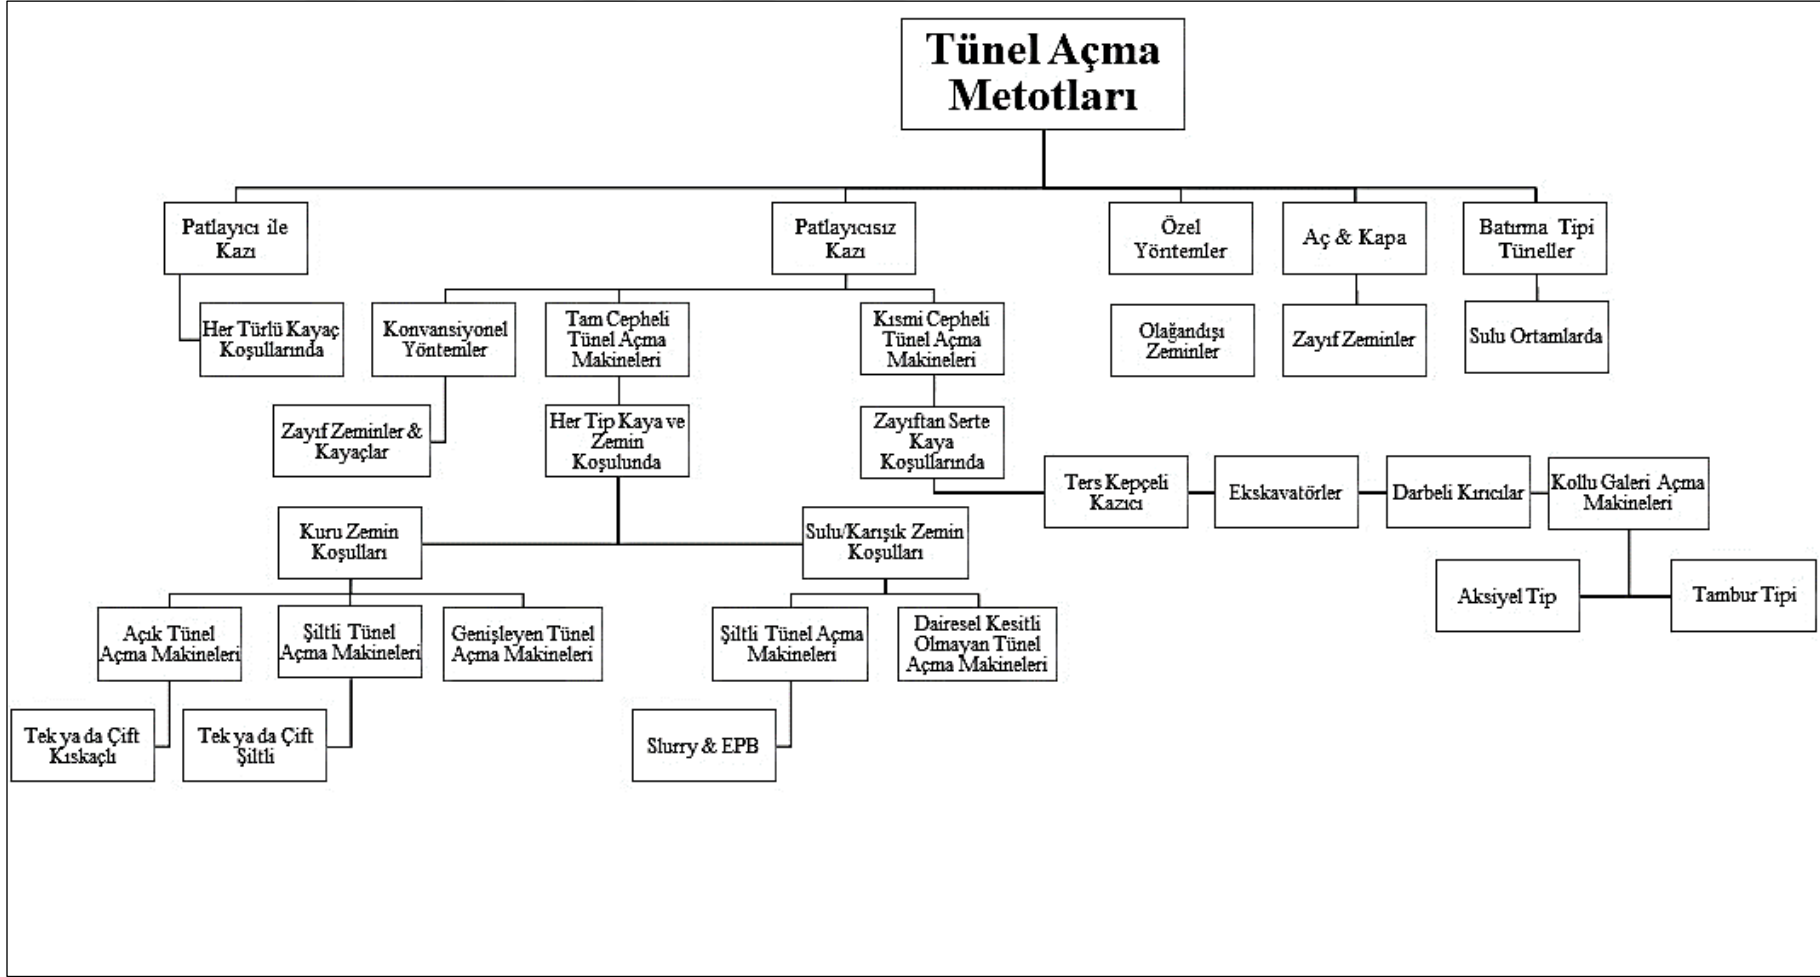 Tünel Açma
Metotları
Patlayıcı ile
Kazı
Patlayıcısız
Kazı
Özel
Yöntemler
Aç & Kapa
Batırma Tipi
Tüneller
Her Türlü Kayaç
Koşullarında
Konvansiyonel
Yöntemler
Tam Cepheli
Tünel Açma
Makineleri
Kısmi Cepheli
Tünel Açma
Makineleri
Olağandışı
Zeminler
Zayıf Zeminler
Sulu Ortamlarda
Zayıf Zeminler &
Kayaçlar
Her Tip Kaya ve
Zemin
Koşulunda
Zayıftan Serte
Kaya
Koşullarında
Ters Kepçeli
Kazıcı
Ekskavatörler
Darbeli Kırıcılar
Kollu Galeri Açma
Makineleri
Kuru Zemin
Koşulları
Sulu/Karışık Zemin
Koşulları
Aksiyel Tip
Tambur Tipi
Açık Tünel
Açma Makineleri
Şiltli Tünel
Açma Makineleri
Genişleyen Tünel
Açma Makineleri
Şiltli Tünel Açma
Makineleri
Dairesel Kesitli
Olmayan Tünel
Açma Makineleri
Tek ya da Çift
Kıskaçlı
Tek ya da Çift
Şiltli
Slurry & EPB